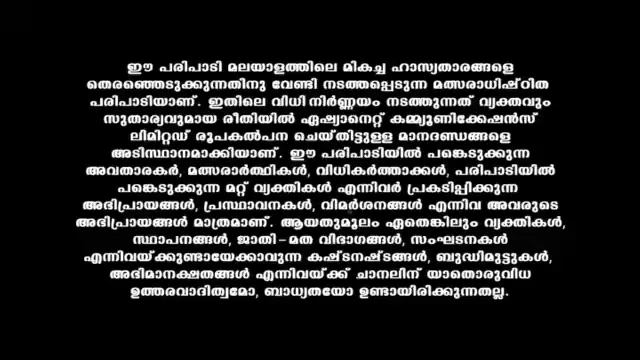 ഈ പരിപാടി മലയാളത്തിലെ മികച്ച ഹാസ്യതാരങ്ങളെ
തെരഞ്ഞെടുക്കുന്നതിനു വേണ്ടി നടത്തപ്പെടുന്ന മത്സരാധിഷ്ഠിത
പരിപാടിയാണ്. ഇതിലെ വിധി നിർണ്ണയം നടത്തുന്നത് വ്യക്തവും
സുതാര്യവുമായ രീതിയിൽ ഏഷ്യാനെറ്റ് കമ്മ്യൂണിക്കേഷൻസ്
ലിമിറ്റഡ് രൂപകൽപന ചെയ്തിട്ടുള്ള മാനദണ്ഡങ്ങളെ
അടിസ്ഥാനമാക്കിയാണ്. ഈ പരിപാടിയിൽ പങ്കെടുക്കുന്ന
അവതാരകർ, മത്സരാർത്ഥികൾ, വിധികർത്താക്കൾ, പരിപാടിയിൽ
പങ്കെടുക്കുന്ന മറ്റ് വ്യക്തികൾ എന്നിവർ പ്രകടിപ്പിക്കുന്ന
അഭിപ്രായങ്ങൾ, പ്രസ്ഥാവനകൾ, വിമർശനങ്ങൾ എന്നിവ അവരുടെ
അഭിപ്രായങ്ങൾ മാത്രമാണ്. ആയതുമൂലം ഏതെങ്കിലും വ്യക്തികൾ,
സ്ഥാപനങ്ങൾ, ജാതി-മത വിഭാഗങ്ങൾ, സംഘടനകൾ
എന്നിവയ്ക്കുണ്ടായേക്കാവുന്ന കഷ്ടനഷ്ടങ്ങൾ, ബുദ്ധിമുട്ടുകൾ,
അഭിമാനക്ഷതങ്ങൾ എന്നിവയ്ക്ക് ചാനലിന് യാതൊരുവിധ
ഉത്തരവാദിത്വമോ, ബാധ്യതയോ ഉണ്ടായിരിക്കുന്നതല്ല.